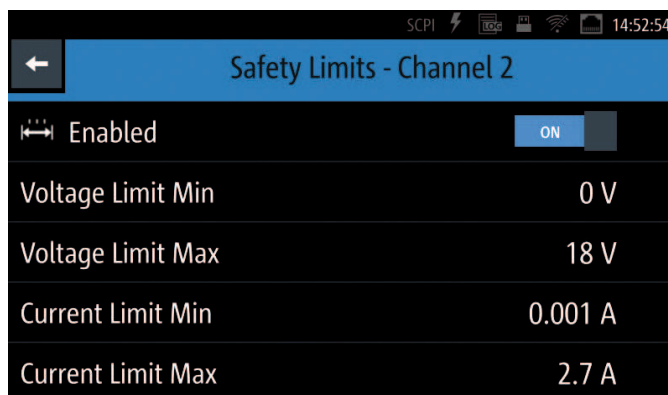 SCPI LOG 14:52:54
Safety Limits - Channel 2
Enabled ON
Voltage Limit Min 0 V
Voltage Limit Max 18 V
Current Limit Min 0.001 A
Current Limit Max 2.7 A